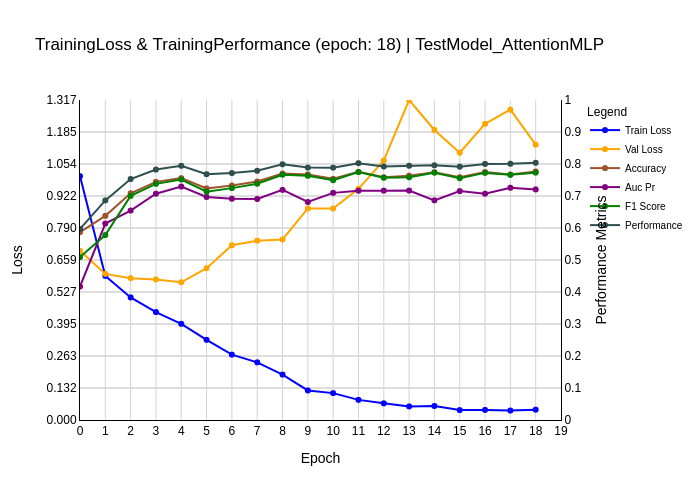 TrainingLoss & TrainingPerformance (epoch: 18) | TestModel_AttentionMLP
1.317
1.185
1.054
0.922
0.790
0.659
0.527
0.395
0.263
0.132
0.000
Loss
0 1 2 3 4 5 6 7 8 9 10 11 12 13 14 15 16 17 18 19
Epoch
1
0.9
0.8
0.7
0.6
0.5
0.4
0.3
0.2
0.1
0
Performance Metrics
Legend
Train Loss
Val Loss
Accuracy
Auc Pr
F1 Score
Performance